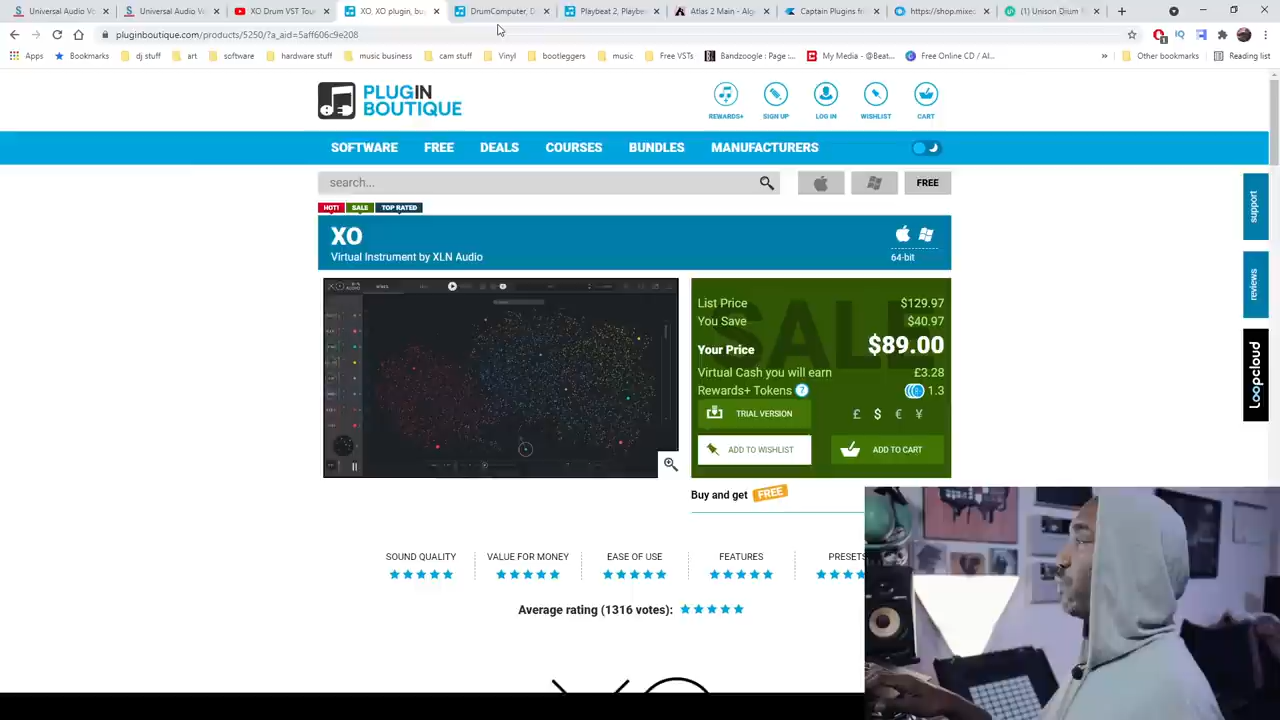 Universal Audio Vo
Universal Audio Ve
XO Drum VST Tour
XO, XO plugin, buy
DrumComputer, D
Playbeat 2, Playbe
Atlas 2 Main - Alg
Captain Plugins f
https://shop.mixed
(1) Unison Drum
pluginboutique.com/products/5250/?a_aid=5aff606c9e208
Apps
Bookmarks
dj stuff
art
software
hardware stuff
music business
cam stuff
Vinyl
bootleggers
music
Free VSTs
Bandzoogle : Page :...
My Media - @Beat...
Free Online CD / Al...
»
Other bookmarks
Reading list
PLUGIN
BOUTIQUE
REWARDS+
SIGN UP
LOG IN
WISHLIST
CART
SOFTWARE
FREE
DEALS
COURSES
BUNDLES
MANUFACTURERS
search...
FREE
HOT!
SALE
TOP RATED
XO
Virtual Instrument by XLN Audio
64-bit
SALE
List Price
$129.97
You Save
$40.97
Your Price
$89.00
Virtual Cash you will earn
£3.28
Rewards+ Tokens ?
1.3
TRIAL VERSION
£ $ € ¥
ADD TO WISHLIST
ADD TO CART
Buy and get FREE
SOUND QUALITY
VALUE FOR MONEY
EASE OF USE
FEATURES
PRESETS
Average rating (1316 votes):
support
reviews
Loopcloud